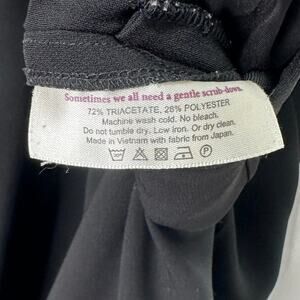 Sometimes we all need a gentle scrub-down.
72% TRIACETATE, 28% POLYESTER
Machine wash cold. No bleach.
Do not tumble dry. Low iron. Or dry clean.
Made in Vietnam with fabric from Japan.